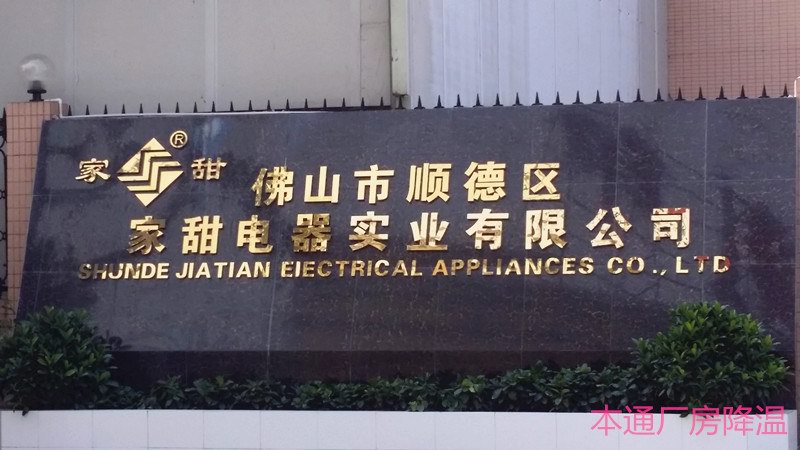 家 ® 甜
佛山市顺德区
家甜电器实业有限公司
SHUNDE JIATIAN ElECTRICAL APPLIANCES CO.,LTD
本通厂房降温